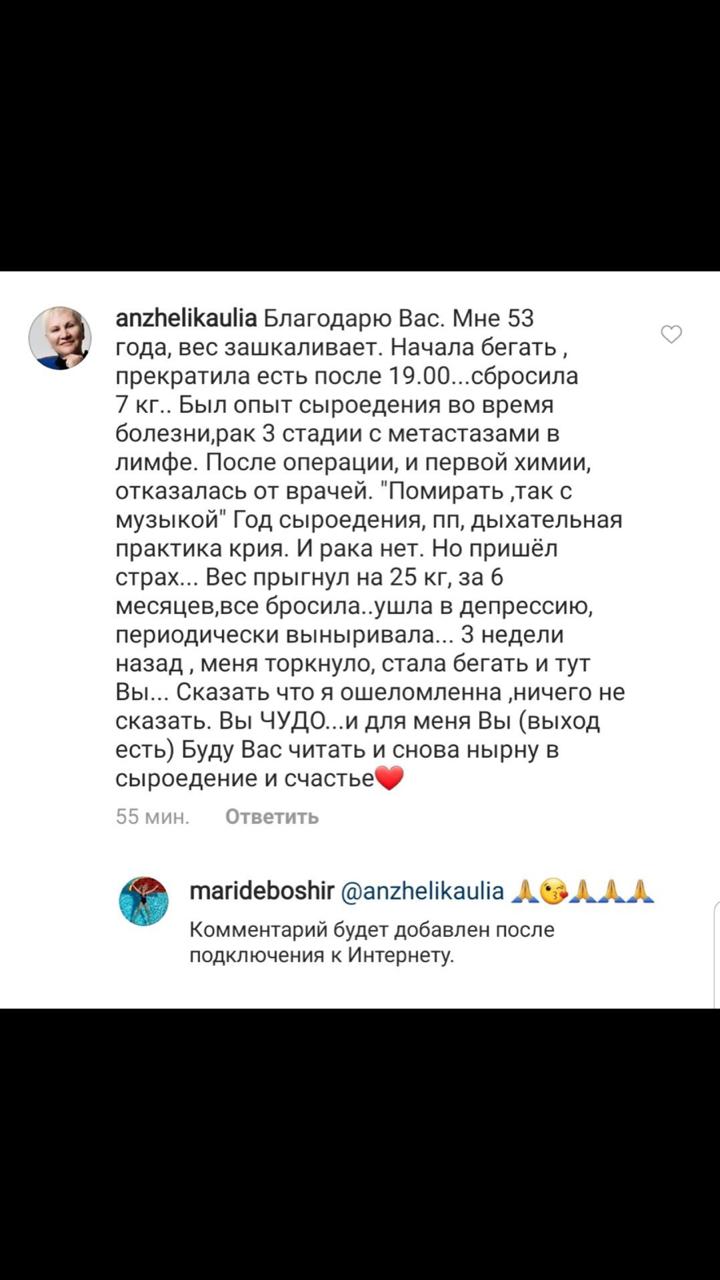 anzhelikaulia Благодарю Вас. Мне 53
года, вес зашкаливает. Начала бегать ,
прекратила есть после 19.00...сбросила
7 кг.. Был опыт сыроедения во время
болезни,рак 3 стадии с метастазами в
лимфе. После операции, и первой химии,
отказалась от врачей. "Помирать ,так с
музыкой" Год сыроедения, пп, дыхательная
практика крия. И рака нет. Но пришёл
страх... Вес прыгнул на 25 кг, за 6
месяцев,все бросила..ушла в депрессию,
периодически выныривала... 3 недели
назад , меня торкнуло, стала бегать и тут
Вы... Сказать что я ошеломленна ,ничего не
сказать. Вы ЧУДО...и для меня Вы (выход
есть) Буду Вас читать и снова нырну в
сыроедение и счастье❤️
55 мин. Ответить
marideboshir @anzhelikaulia 🙏😘🙏🙏🙏
Комментарий будет добавлен после
подключения к Интернету.